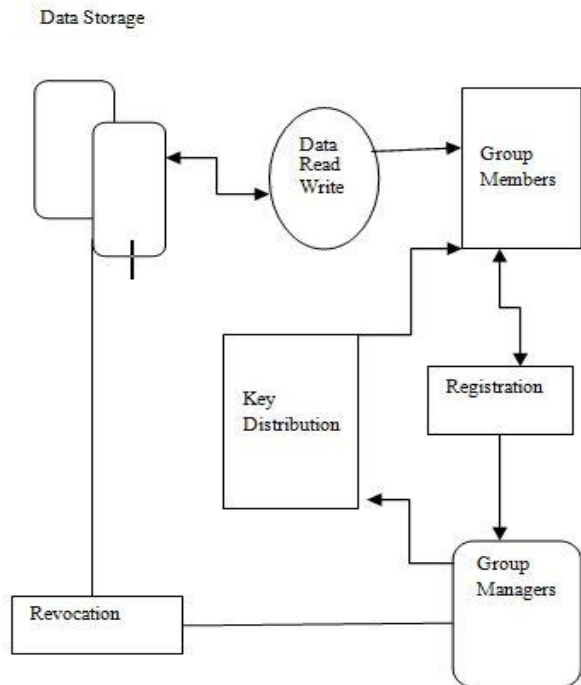 Data Storage
Data
Read
Write
Group
Members
Key
Distribution
Registration
Group
Managers
Revocation